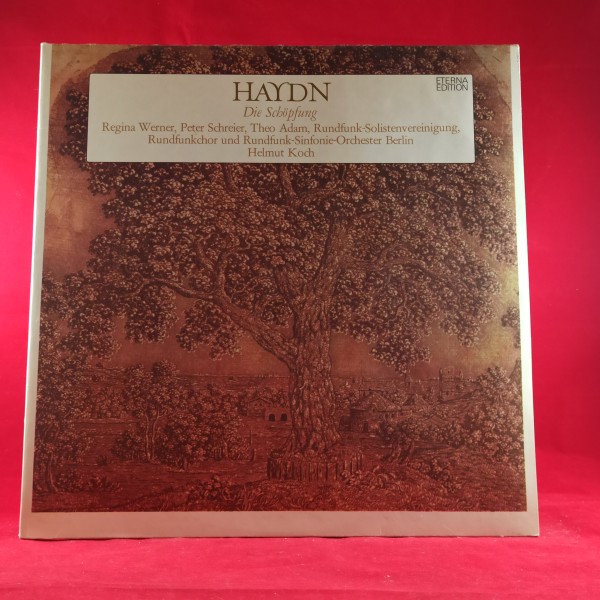 HAYDN
Die Schöpfung
Regina Werner, Peter Schreier, Theo Adam, Rundfunk-Solistenvereinigung,
Rundfunkchor und Rundfunk-Sinfonie-Orchester Berlin
Helmut Koch
ETERNA
EDITION